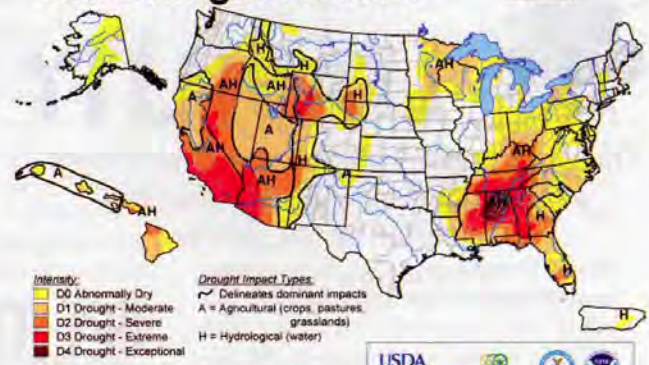 H
H
AH
AH
H
AH
A
A
AH
H
AH
A
AH
AH
H
H
A
AH
H
Intensity:
D0 Abnormally Dry
D1 Drought - Moderate
D2 Drought - Severe
D3 Drought - Extreme
D4 Drought - Exceptional
Drought Impact Types:
Delineates dominant impacts
A = Agricultural (crops, pastures,
grasslands)
H = Hydrological (water)
USDA